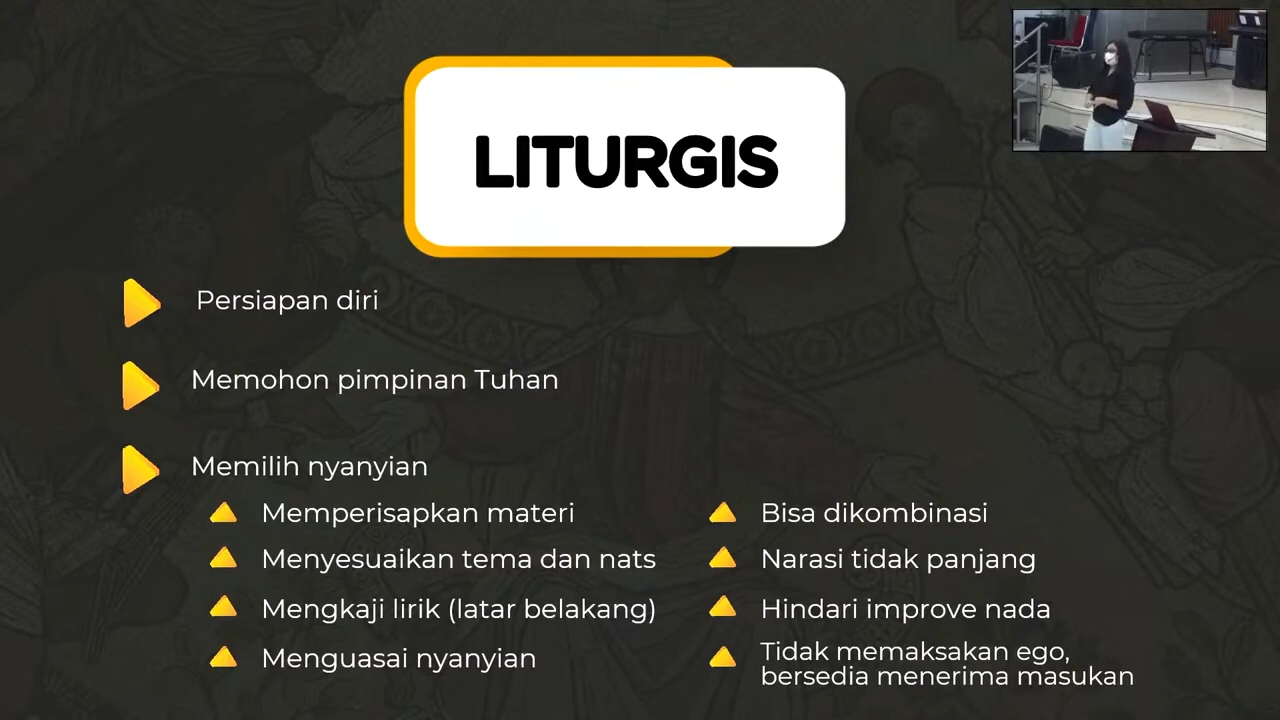 LITURGIS
Persiapan diri
Memohon pimpinan Tuhan
Memilih nyanyian
Memperisapkan materi
Menyesuaikan tema dan nats
Mengkaji lirik (latar belakang)
Menguasai nyanyian
Bisa dikombinasi
Narasi tidak panjang
Hindari improve nada
Tidak memaksakan ego,
bersedia menerima masukan